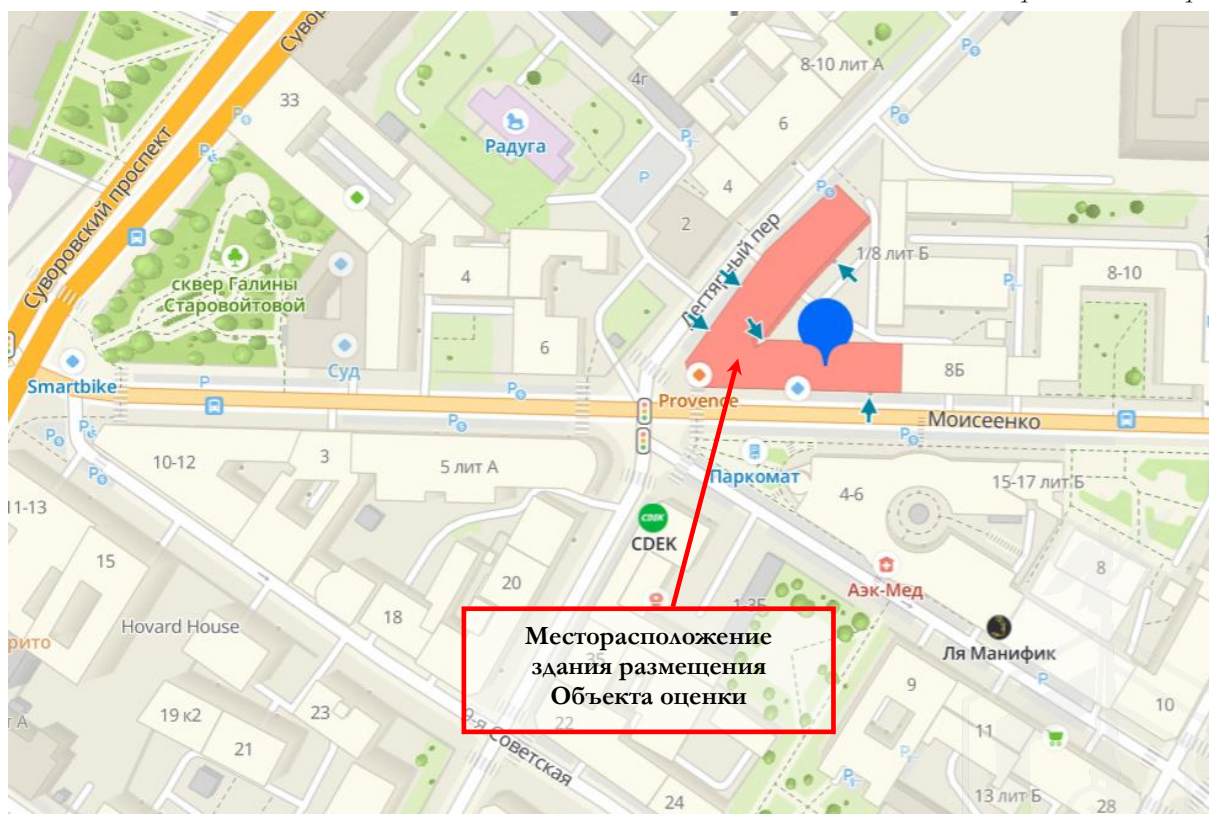 Суворовский проспект
33
Радуга
4г
P
8-10 лит А
6
4
2
Дегтярный пер
1/8 лит Б
8-10
сквер Галины
Старовойтовой
4
6
Суд
Smartbike
P
Provence
8Б
Моисеенко
10-12
3
5 лит А
Паркомат
4-6
15-17 лит Б
11-13
15
CDEK
CDEK
20
18
Hovard House
Аэк-Мед
8
Ля Манифик
P
Месторасположение
здания размещения
Объекта оценки
35
22
9
10
11
19 к2
23
21
9-я Советская
24
13 лит Б
28